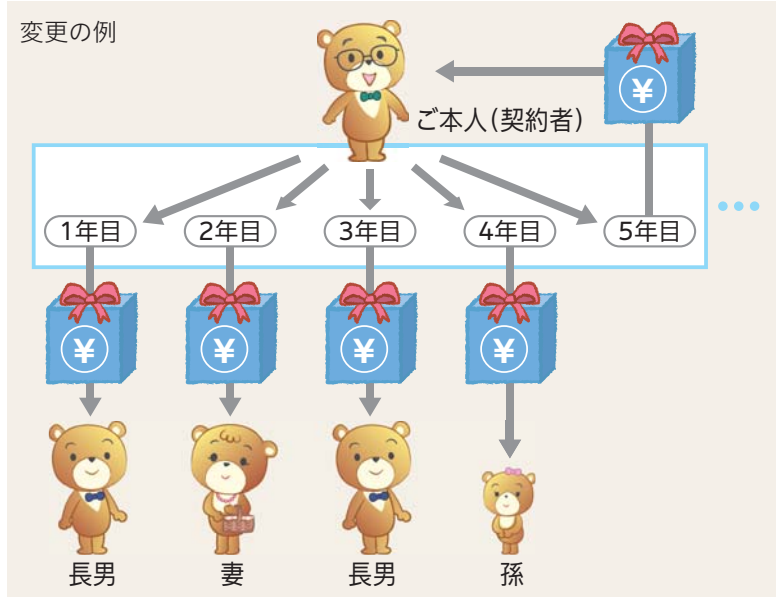 変更の例
¥
ご本人(契約者)
1年目 2年目 3年目 4年目 5年目
¥ ¥ ¥ ¥
長男 妻 長男 孫